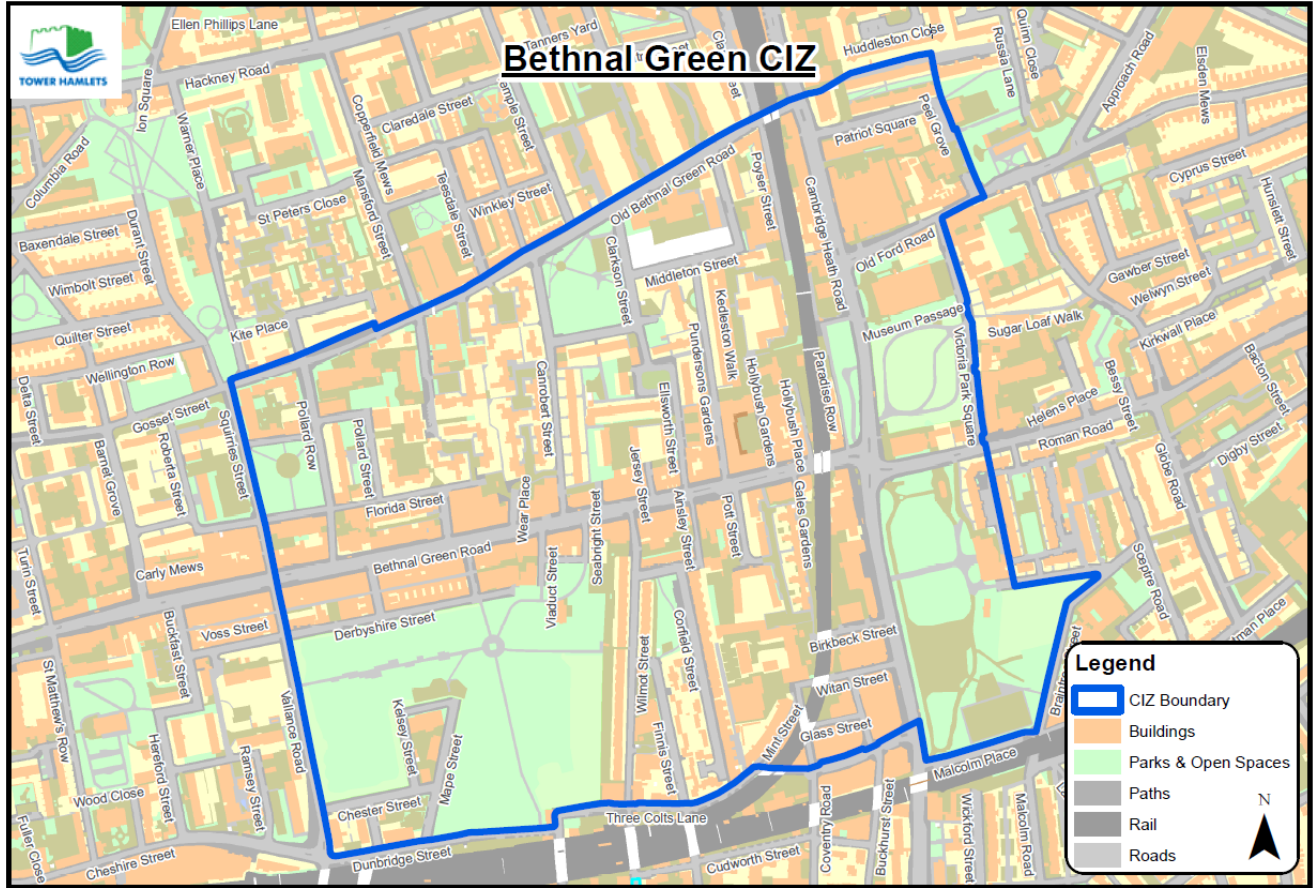 Bethnal Green CIZ
TOWER HAMLETS
Ellen Phillips Lane
Hackney Road
Ion Square
Warner Place
Columbia Road
Baxendale Street
Durant Street
Wimbolt Street
Quilter Street
Wellington Row
Delta Street
Gosset Street
Barnet Grove
Roberta Street
Squirries Street
Turin Street
Carly Mews
Tanners Yard
Claredale Street
Copperfield Mews
Mansford Street
St Peters Close
Teesdale Street
Winkley Street
Kite Place
Old Bethnal Green Road
Poyser Street
Clarkson Street
Middleton Street
Cambridge Heath Road
Patriot Square
Peel Grove
Huddleston Close
Russia Lane
Quinn Close
Approach Road
Elsden Mews
Cyprus Street
Hunslett Street
Old Ford Road
Gawber Street
Welwyn Street
Museum Passage
Sugar Loaf Walk
Kirkwall Place
Victoria Park Square
Bessy Street
Bacton Street
Helens Place
Roman Road
Globe Road
Digby Street
Sceptre Road
Pollard Row
Pollard Street
Florida Street
Canrobert Street
Wear Place
Ellsworth Street
Pundersons Gardens
Kedleston Walk
Hollybush Gardens
Hollybush Place
Paradise Row
Gales Gardens
Jersey Street
Ainsley Street
Pott Street
Seabright Street
Viaduct Street
Bethnal Green Road
Derbyshire Street
Voss Street
Buckfast Street
St Matthew's Row
Hereford Street
Ramsey Street
Vallance Road
Wood Close
Fuller Close
Cheshire Street
Kelsey Street
Mape Street
Chester Street
Dunbridge Street
Three Colts Lane
Wilmot Street
Corfield Street
Finnis Street
Mint Street
Birkbeck Street
Witan Street
Glass Street
Coventry Road
Buckhurst Street
Cudworth Street
Malcolm Place
Wickford Street
Malcolm Road
Legend
CIZ Boundary
Buildings
Parks & Open Spaces
Paths
Rail
Roads
N